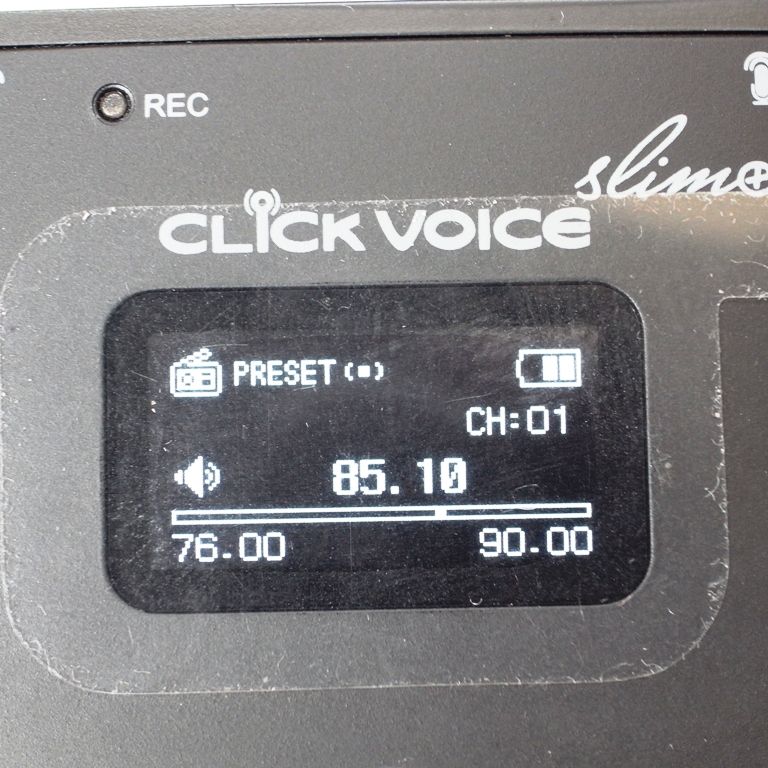 REC
slim+
CLICK VOICE
PRESET
CH:01
85.10
76.00 90.00